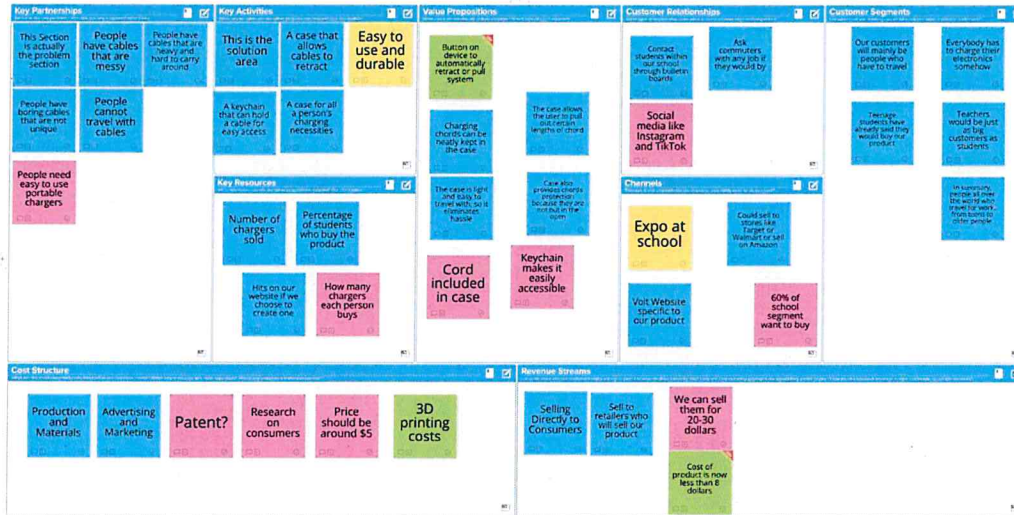 Key Partnerships
This Section
is actually
the problem
section
People
have cables
that are
messy
People have
cables that are
heavy and
hard to carry
around.
People have
boring cables
that are not
unique
People
cannot
travel with
cables
People need
easy to use
portable
chargers
Key Activities
This is the
solution
area
A case that
allows
cables to
retract
Easy to
use and
durable
A keychain
that can hold
a cable for
easy access
A case for all
a person's
charging
necessities
Key Resources
Number of
chargers
sold
Percentage
of students
who buy the
product
Hits on our
website if we
choose to
create one
How many
chargers
each person
buys
Value Propositions
Button on
device to
automatically
retract or pull
system
Charging
chords can be
neatly kept in
the case
The case allows
the user to pull
out certain
lengths of chord
The case is light
and easy to
travel with, so it
eliminates
hassle
Case also
provides chords
protection
because they are
not out in the
open
Cord
included
in case
Keychain
makes it
easily
accessible
Customer Relationships
Contact
students within
our school
through bulletin
boards
Ask
commuters
with any job if
they would by
Social
media like
Instagram
and TikTok
Channels
Expo at
school
Could sell to
stores like
Target or
Walmart or sell
on Amazon
Volt Website
specific to
our product
60% of
school
segment
want to buy
Customer Segments
Our customers
will mainly be
people who
have to travel
Everybody has
to charge their
electronics
somehow
Teenage
students have
already said they
would buy our
product
Teachers
would be just
as big
customers as
students
In summary,
people all over
the world who
travel for work,
from teens to
older people
Cost Structure
Production
and
Materials
Advertising
and
Marketing
Patent?
Research
on
consumers
Price
should be
around $5
3D
printing
costs
Revenue Streams
Selling
Directly to
Consumers
Sell to
retailers who
will sell our
product
We can sell
them for
20-30
dollars
Cost of
product is now
less than 8
dollars